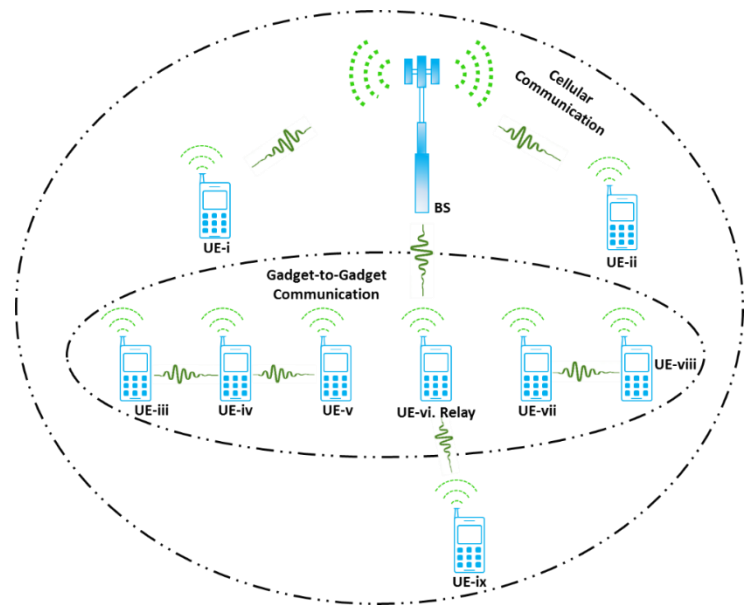 Cellular
Communication
BS
UE-i
UE-ii
Gadget-to-Gadget
Communication
UE-iii
UE-iv
UE-v
UE-vi. Relay
UE-vii
UE-viii
UE-ix